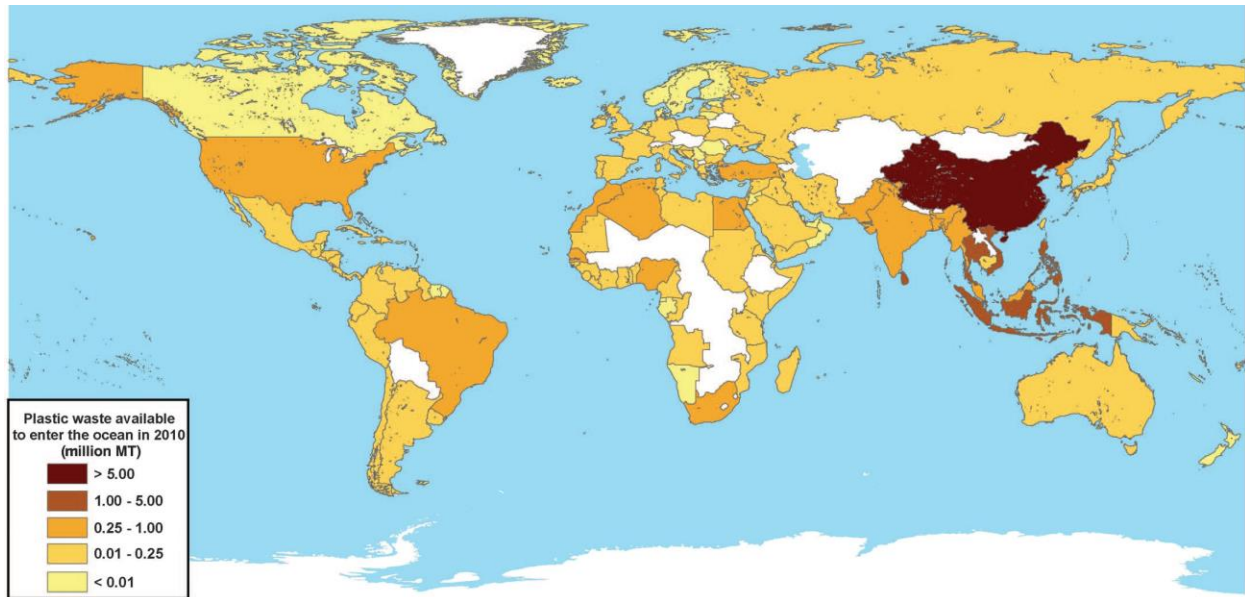 Plastic waste available
to enter the ocean in 2010
(million MT)
> 5.00
1.00 - 5.00
0.25 - 1.00
0.01 - 0.25
< 0.01